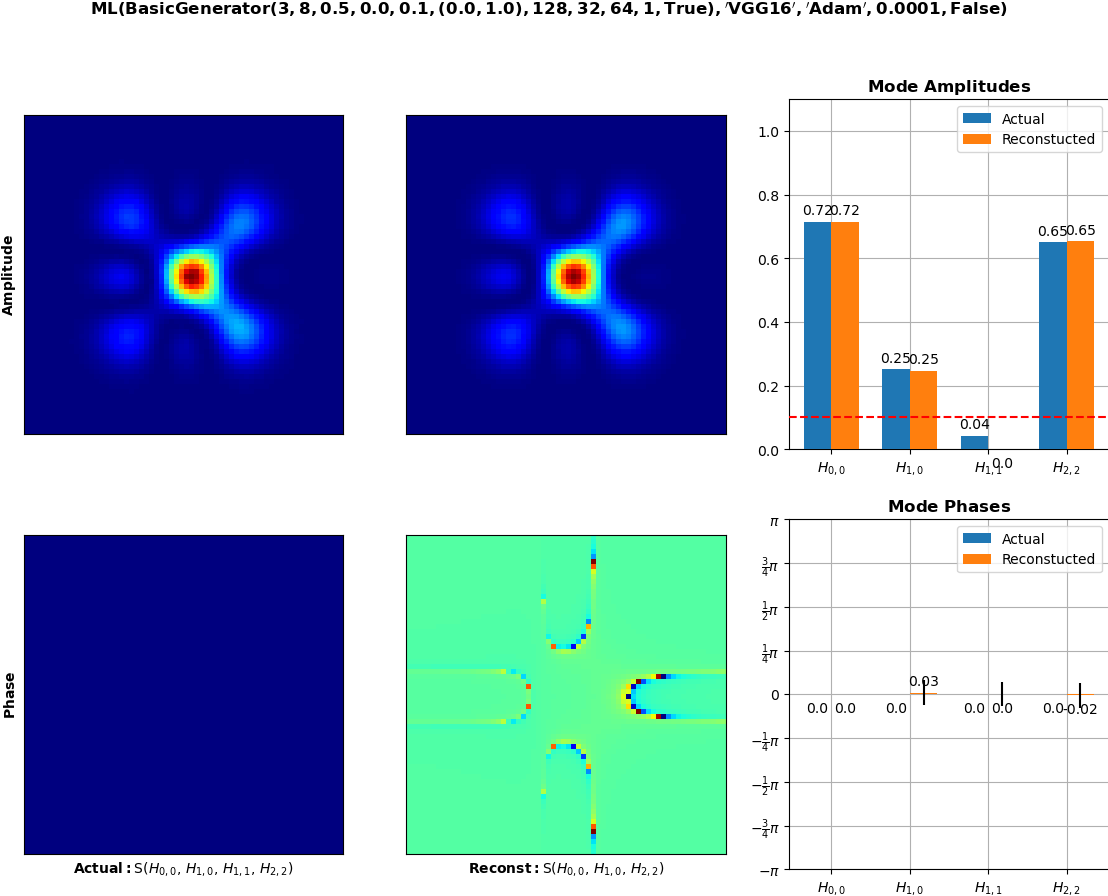 ML(BasicGenerator(3, 8, 0.5, 0.0, 0.1, (0.0, 1.0), 128, 32, 64, 1, True), ′VGG16′, ′Adam′, 0.0001, False)
Amplitude
Mode Amplitudes
Actual
Reconstucted
1.0
0.8
0.6
0.4
0.2
0.0
0.72 0.72
0.25 0.25
0.04 0.0
0.65 0.65
H0,0 H1,0 H1,1 H2,2
Phase
Actual: S(H0,0, H1,0, H1,1, H2,2)
Reconst: S(H0,0, H1,0, H2,2)
Mode Phases
Actual
Reconstucted
π
3/4π
1/2π
1/4π
0
−1/4π
−1/2π
−3/4π
−π
0.0 0.0
0.0 0.03
0.0 0.0
0.0 -0.02
H0,0 H1,0 H1,1 H2,2